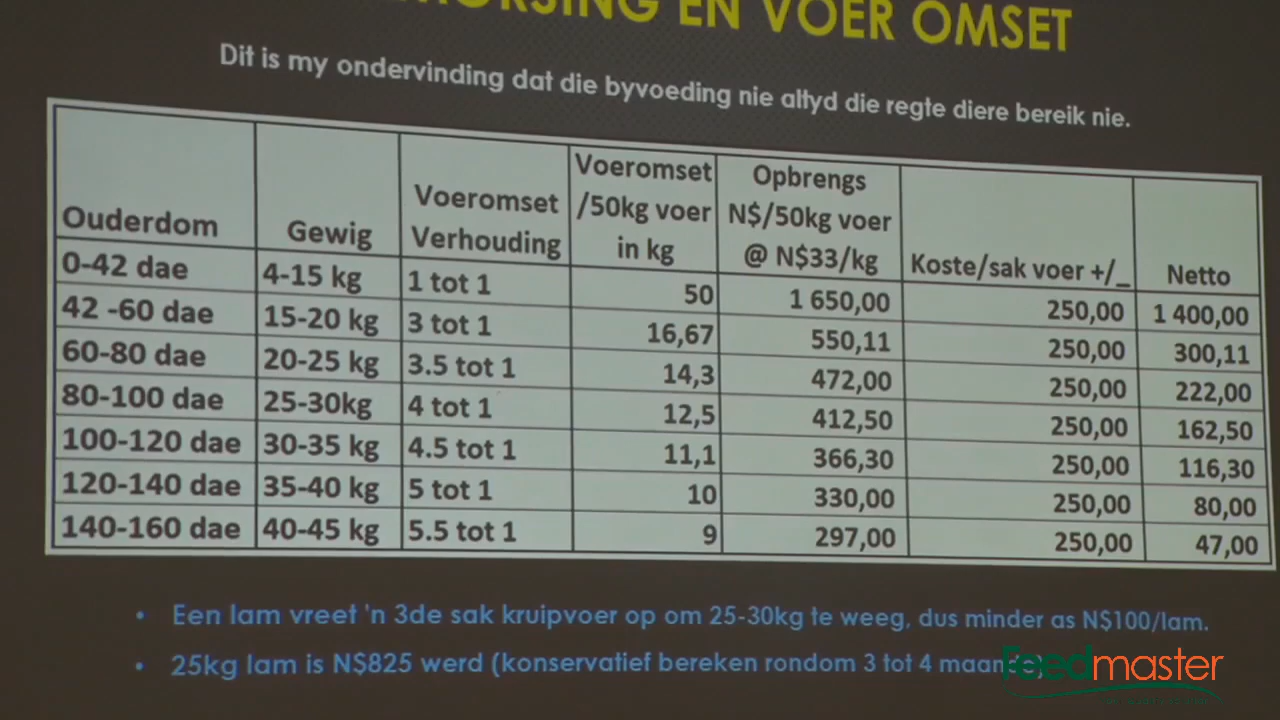 EN VOER OMSET
Dit is my ondervinding dat die byvoeding nie altyd die regte diere bereik nie.
Ouderdom Gewig Voeromset Verhouding Voeromset /50kg voer in kg Opbrengs N$/50kg voer @ N$33/kg Koste/sak voer +/_ Netto
0-42 dae 4-15 kg 1 tot 1 50 1 650,00 250,00 1 400,00
42 -60 dae 15-20 kg 3 tot 1 16,67 550,11 250,00 300,11
60-80 dae 20-25 kg 3.5 tot 1 14,3 472,00 250,00 222,00
80-100 dae 25-30kg 4 tot 1 12,5 412,50 250,00 162,50
100-120 dae 30-35 kg 4.5 tot 1 11,1 366,30 250,00 116,30
120-140 dae 35-40 kg 5 tot 1 10 330,00 250,00 80,00
140-160 dae 40-45 kg 5.5 tot 1 9 297,00 250,00 47,00
• Een lam vreet 'n 3de sak kruipvoer op om 25-30kg te weeg, dus minder as N$100/lam.
• 25kg lam is N$825 werd (konservatief bereken rondom 3 tot 4
Feedmaster